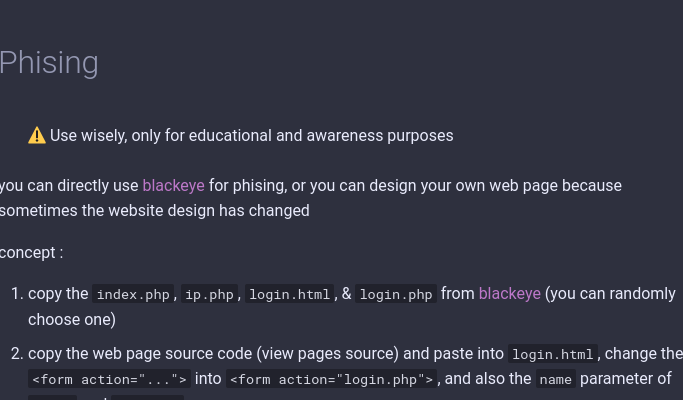 Phising
⚠️ Use wisely, only for educational and awareness purposes
you can directly use blackeye for phising, or you can design your own web page because
sometimes the website design has changed
concept :
1. copy the index.php, ip.php, login.html, & login.php from blackeye (you can randomly
choose one)
2. copy the web page source code (view pages source) and paste into login.html, change the
<form action="..."> into <form action="login.php">, and also the name parameter of